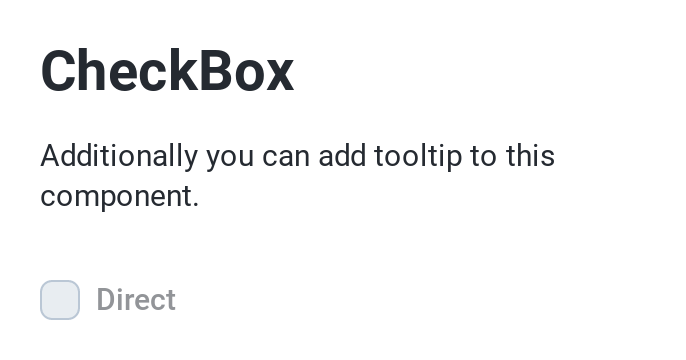 CheckBox
Additionally you can add tooltip to this
component.
Direct